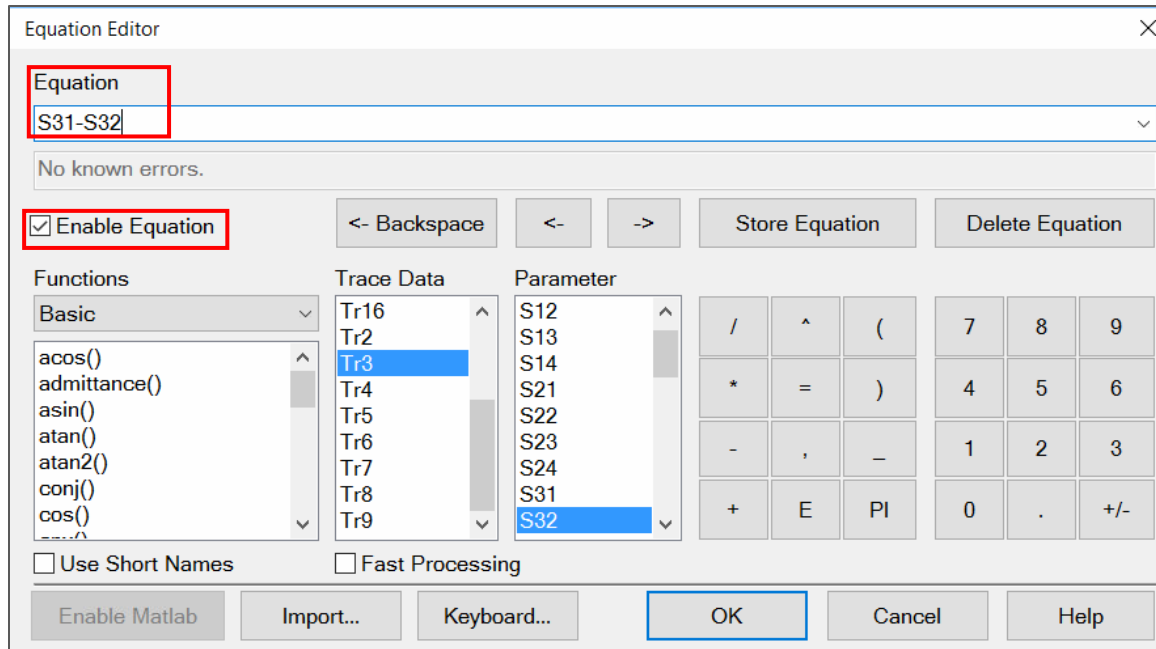 Equation Editor
Equation
S31-S32
No known errors.
Enable Equation
<- Backspace
<-
->
Store Equation
Delete Equation
Functions
Basic
acos()
admittance()
asin()
atan()
atan2()
conj()
cos()
Trace Data
Tr16
Tr2
Tr3
Tr4
Tr5
Tr6
Tr7
Tr8
Tr9
Parameter
S12
S13
S14
S21
S22
S23
S24
S31
S32
/ ^ ( 7 8 9
* = ) 4 5 6
- , _ 1 2 3
+ E PI 0 . +/-
Use Short Names
Fast Processing
Enable Matlab
Import...
Keyboard...
OK
Cancel
Help